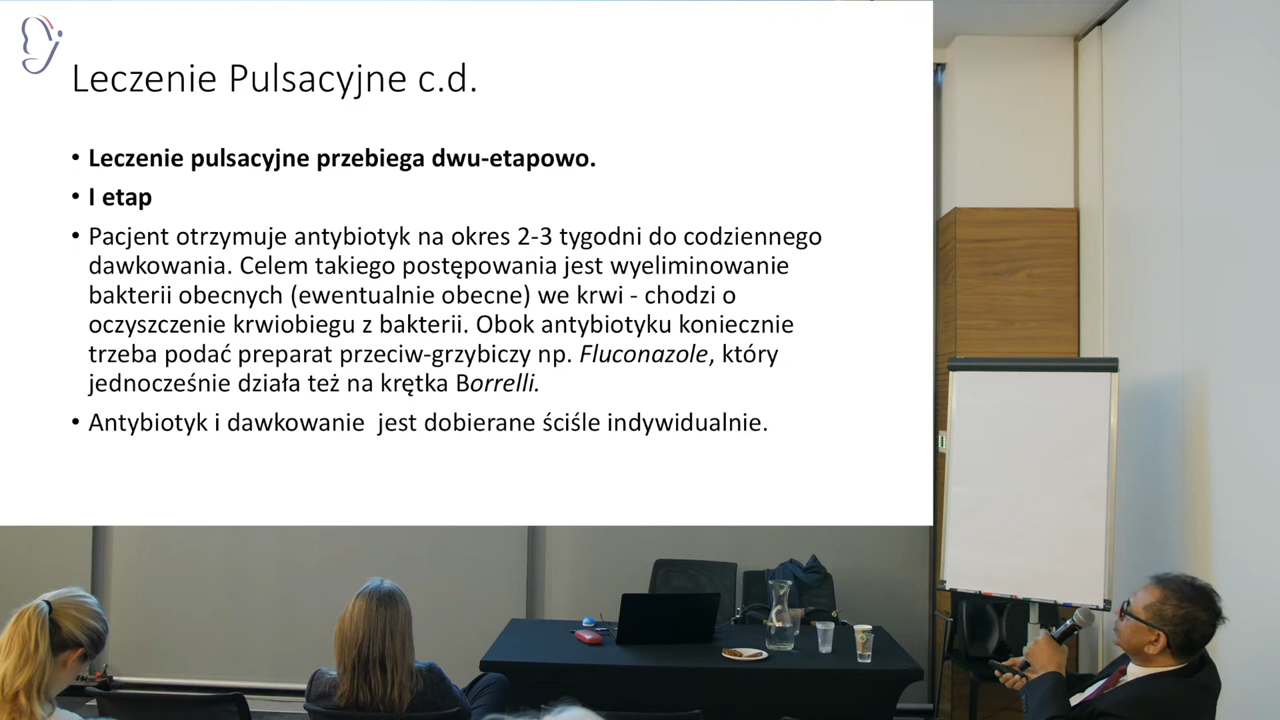 Leczenie Pulsacyjne c.d.
• Leczenie pulsacyjne przebiega dwu-etapowo.
• I etap
• Pacjent otrzymuje antybiotyk na okres 2-3 tygodni do codziennego
dawkowania. Celem takiego postępowania jest wyeliminowanie
bakterii obecnych (ewentualnie obecne) we krwi - chodzi o
oczyszczenie krwiobiegu z bakterii. Obok antybiotyku koniecznie
trzeba podać preparat przeciw-grzybiczy np. Fluconazole, który
jednocześnie działa też na krętka Borrelli.
• Antybiotyk i dawkowanie  jest dobierane ściśle indywidualnie.